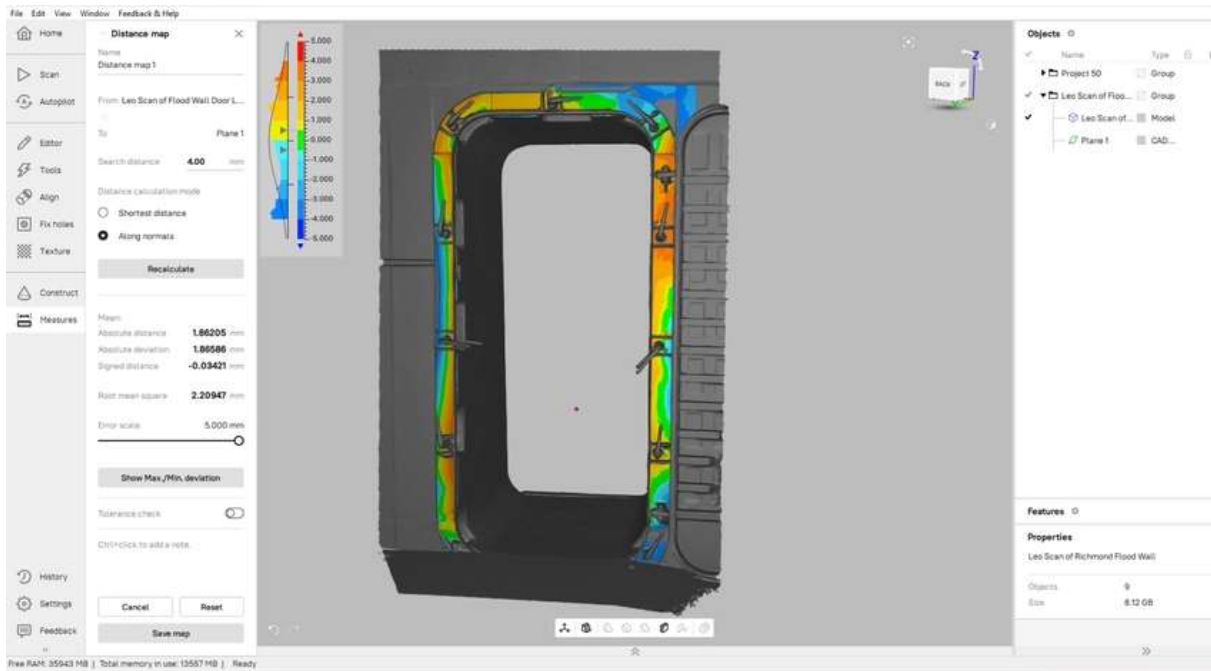 File Edit View Window Feedback & Help
Home
Scan
Autopilot
Editor
Tools
Align
Fix holes
Texture
Construct
Measures
History
Settings
Feedback
Distance map
Name
Distance map 1
From: Leo Scan of Flood Wall Door L...
To Plane 1
Search distance 4.00 mm
Distance calculation mode
Shortest distance
Along normals
Recalculate
Mean:
Absolute distance 1.86205 mm
Absolute deviation 1.86586 mm
Signed distance -0.03421 mm
Root mean square 2.20947 mm
Error scale 5.000 mm
Show Max./Min. deviation
Tolerance check
Ctrl+click to add a note.
Cancel Reset
Save map
5.000
4.000
3.000
2.000
1.000
0.000
-1.000
-2.000
-3.000
-4.000
-5.000
Z
BACK
Objects
Name Type
Project 50 Group
Leo Scan of Floo... Group
Leo Scan of... Model
Plane 1 CAD...
Features
Properties
Leo Scan of Richmond Flood Wall
Objects 9
Size 6.12 GB
Free RAM: 35943 MB | Total memory in use: 13557 MB | Ready